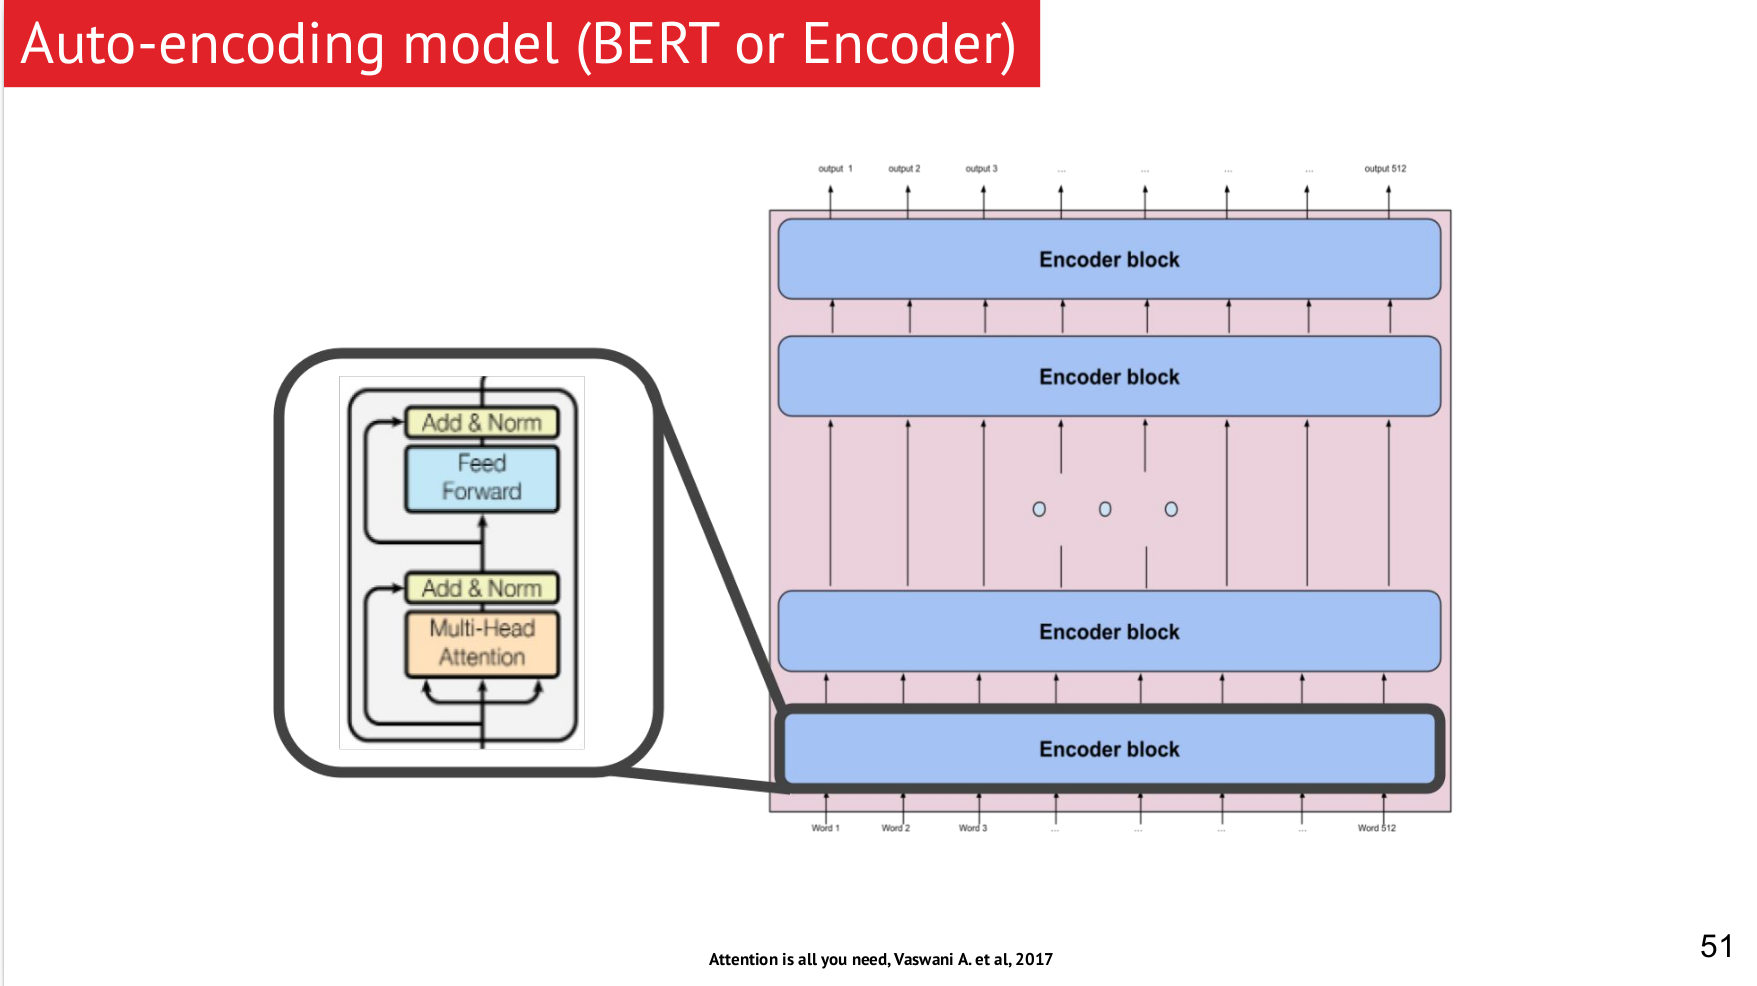 Auto-encoding model (BERT or Encoder)
output 1 output 2 output 3 ... ... ... ... output 512
Encoder block
Encoder block
Add & Norm
Feed
Forward
Add & Norm
Multi-Head
Attention
Encoder block
Encoder block
Word 1 Word 2 Word 3 ... ... ... ... Word 512
Attention is all you need, Vaswani A. et al, 2017
51